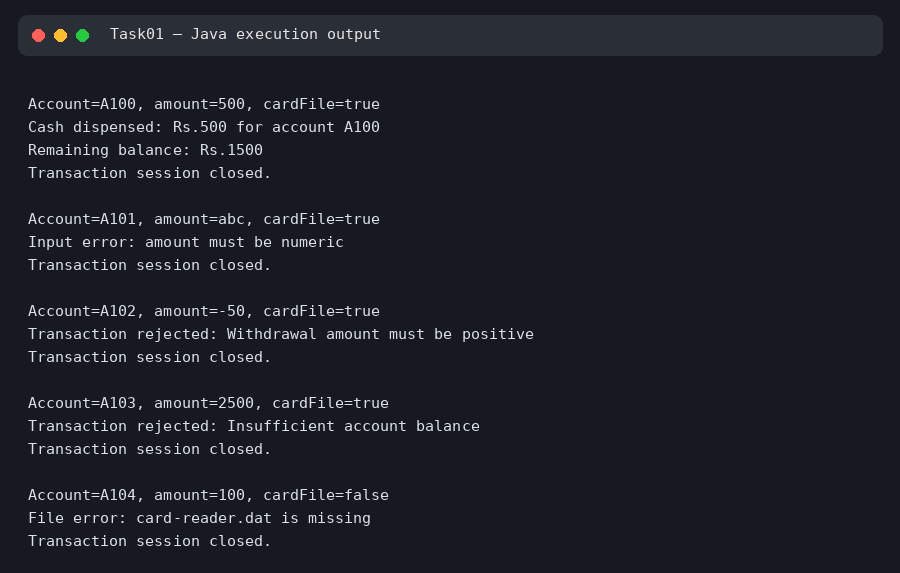 Task01 — Java execution output
Account=A100, amount=500, cardFile=true
Cash dispensed: Rs.500 for account A100
Remaining balance: Rs.1500
Transaction session closed.
Account=A101, amount=abc, cardFile=true
Input error: amount must be numeric
Transaction session closed.
Account=A102, amount=-50, cardFile=true
Transaction rejected: Withdrawal amount must be positive
Transaction session closed.
Account=A103, amount=2500, cardFile=true
Transaction rejected: Insufficient account balance
Transaction session closed.
Account=A104, amount=100, cardFile=false
File error: card-reader.dat is missing
Transaction session closed.